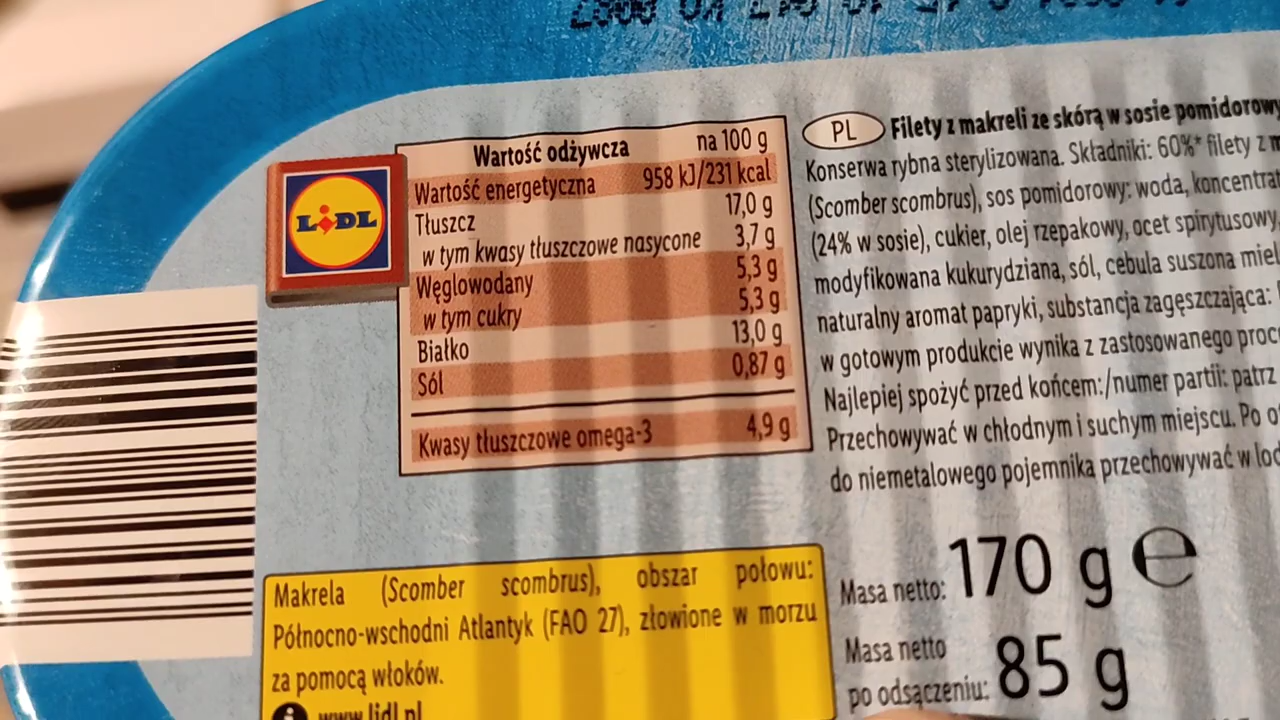 LIDL
Wartość odżywcza na 100 g
Wartość energetyczna 958 kJ/231 kcal
Tłuszcz 17,0 g
w tym kwasy tłuszczowe nasycone 3,7 g
Węglowodany 5,3 g
w tym cukry 5,3 g
Białko 13,0 g
Sól 0,87 g
Kwasy tłuszczowe omega-3 4,9 g
PL Filety z makreli ze skórą w sosie
Konserwa rybna sterylizowana. Składniki: 60%* filety z
(Scomber scombrus), sos pomidorowy: woda,
(24% w sosie), cukier, olej rzepakowy, ocet spirytusowy,
modyfikowana kukurydziana, sól, cebula suszona
naturalny aromat papryki, substancja zagęszczająca:
w gotowym produkcie wynika z zastosowanego
Najlepiej spożyć przed końcem:/numer partii: patrz
Przechowywać w chłodnym i suchym miejscu. Po
do niemetalowego pojemnika przechowywać w
Masa netto: 170 g e
Masa netto
po odsączeniu: 85 g
Makrela (Scomber scombrus), obszar połowu:
Północno-wschodni Atlantyk (FAO 27), złowione w morzu
za pomocą włoków.
www.lidl.pl